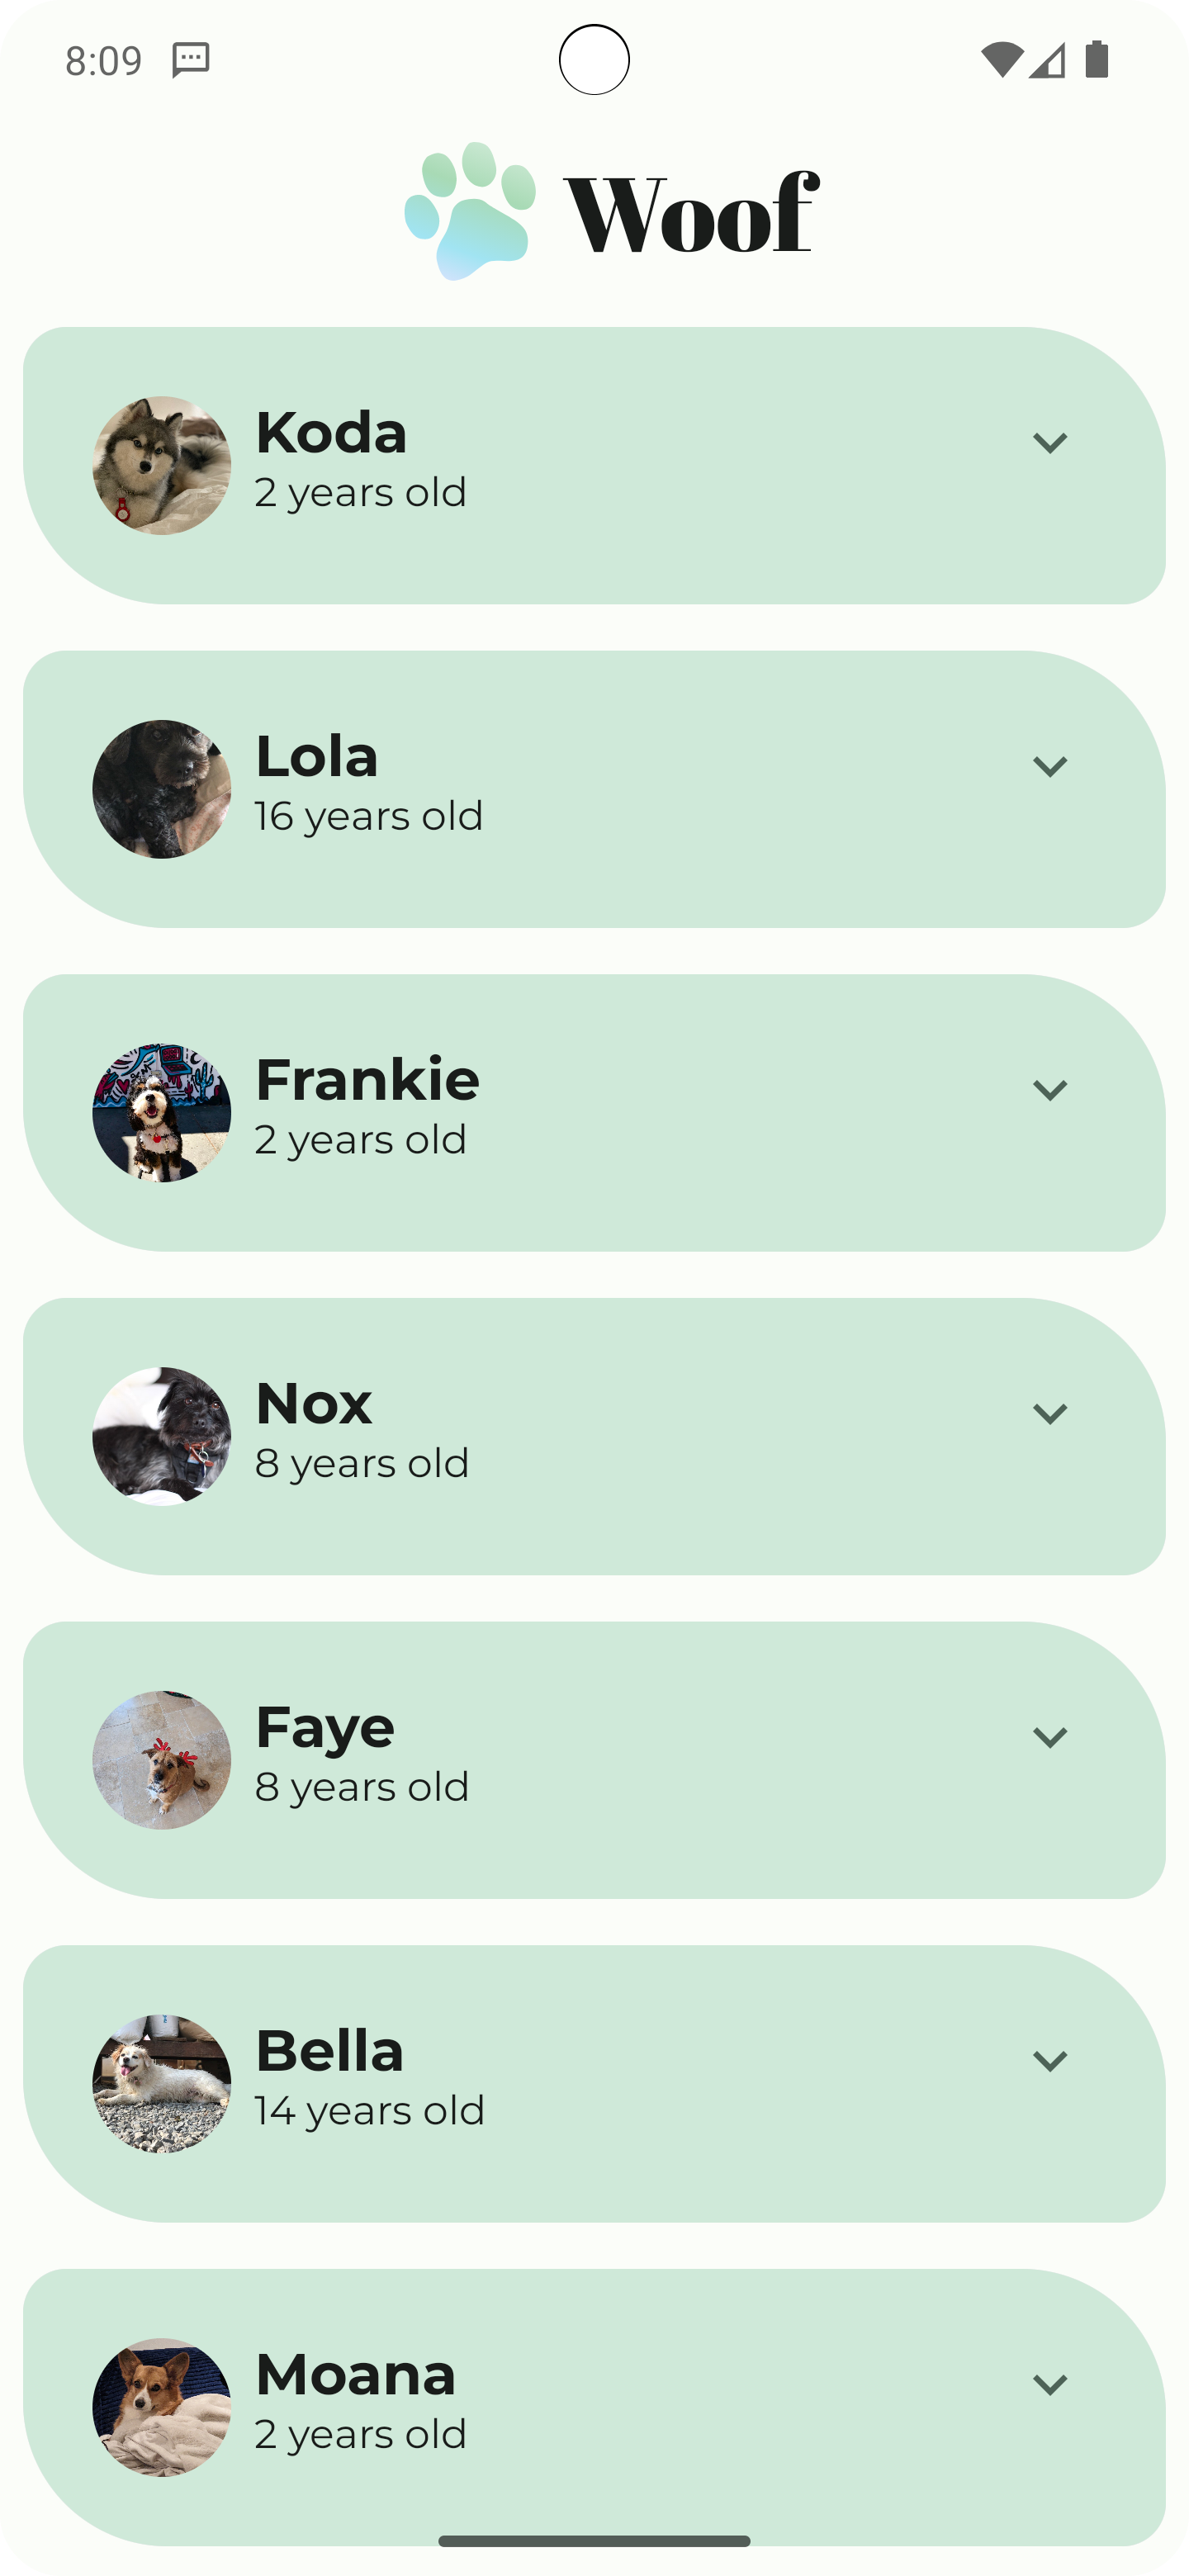 8:09
Woof
Koda
2 years old
Lola
16 years old
Frankie
2 years old
Nox
8 years old
Faye
8 years old
Bella
14 years old
Moana
2 years old